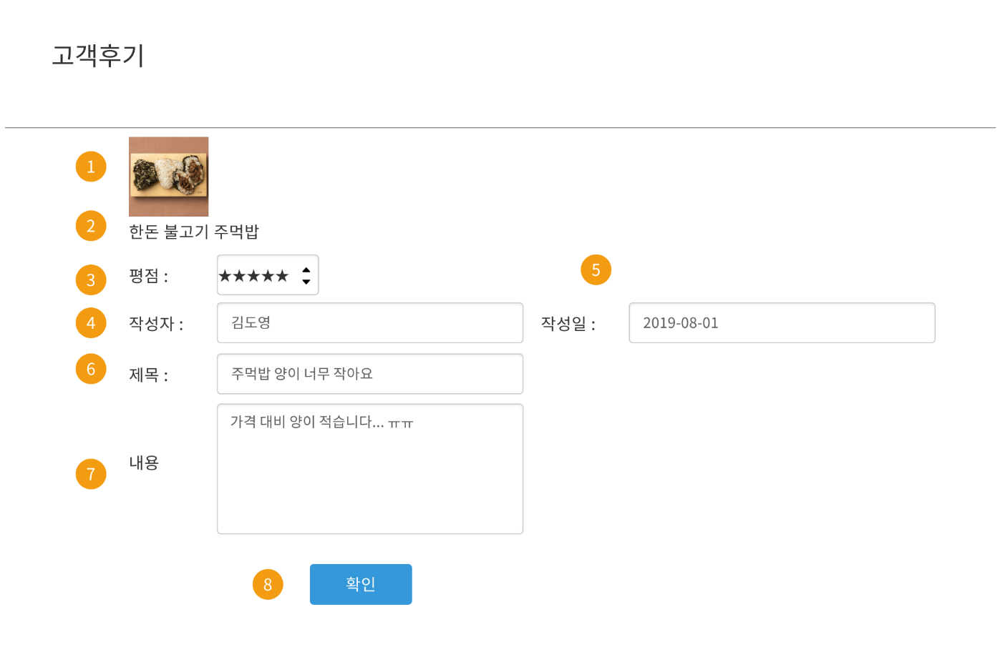 고객후기
1
2
한돈 불고기 주먹밥
3 평점 : ★★★★★
5
4 작성자 : 김도영 작성일 : 2019-08-01
6 제목 : 주먹밥 양이 너무 작아요
가격 대비 양이 적습니다... ㅠㅠ
7 내용
8 확인